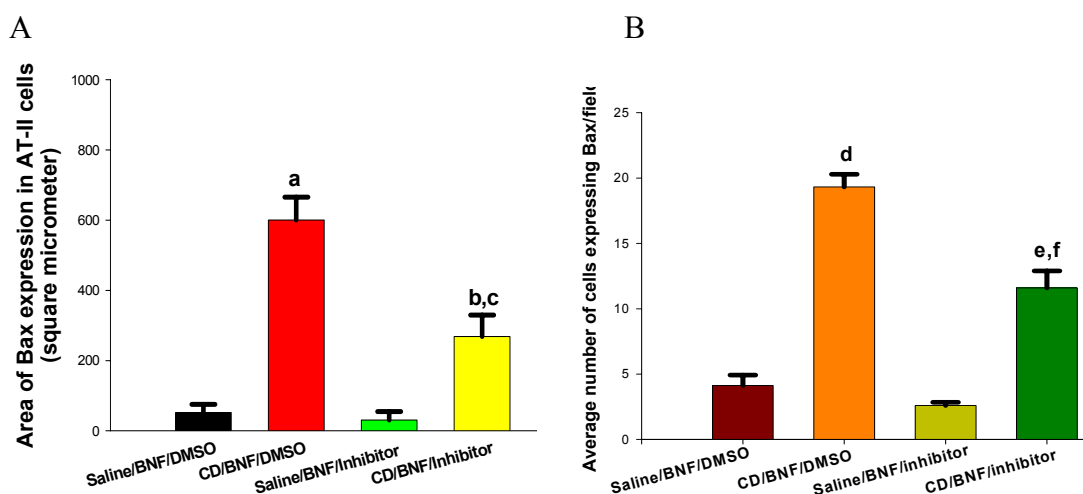 A
B
Area of Bax expression in AT-II cells
(square micrometer)
1000
800
600
400
200
0
a
b,c
Saline/BNF/DMSO
CD/BNF/DMSO
Saline/BNF/Inhibitor
CD/BNF/Inhibitor
Average number of cells expressing Bax/field
25
20
15
10
5
0
d
e,f
Saline/BNF/DMSO
CD/BNF/DMSO
Saline/BNF/inhibitor
CD/BNF/inhibitor